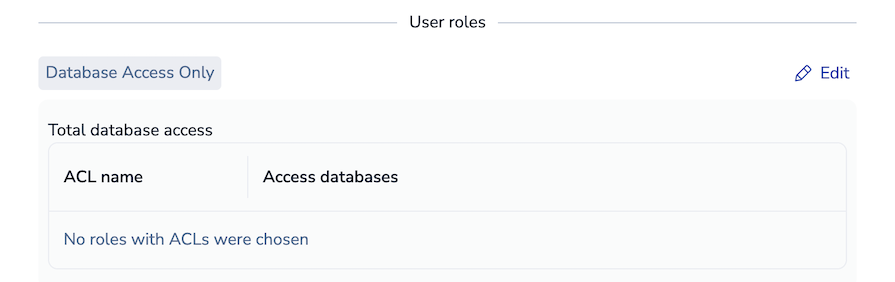 User roles
Database Access Only
Edit
Total database access
ACL name
Access databases
No roles with ACLs were chosen